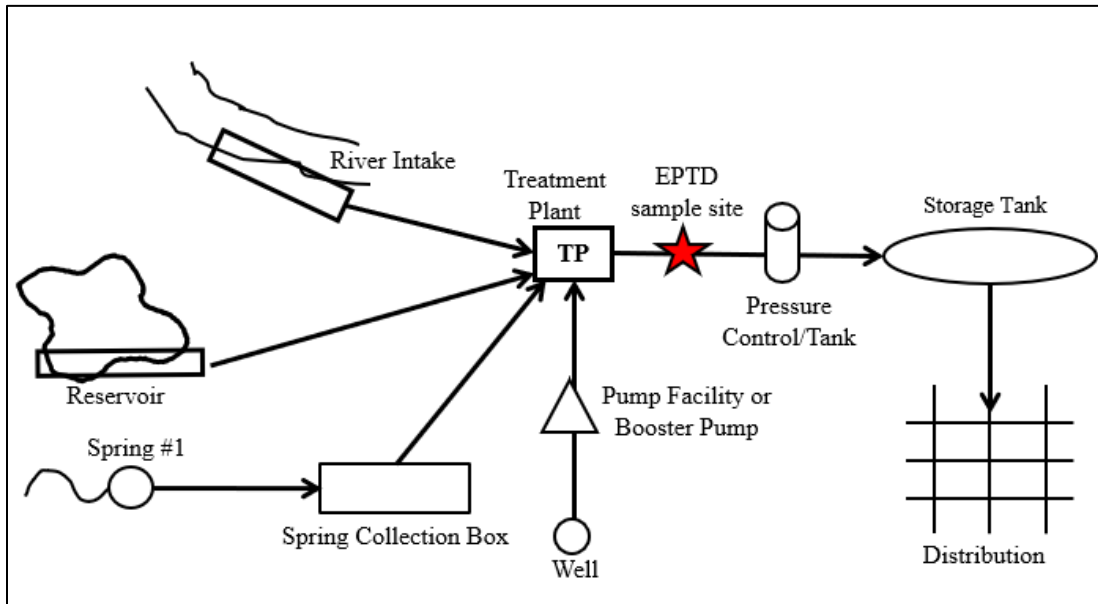 River Intake
Treatment
Plant
TP
EPTD
sample site
Storage Tank
Pressure
Control/Tank
Reservoir
Pump Facility or
Booster Pump
Spring #1
Spring Collection Box
Well
Distribution